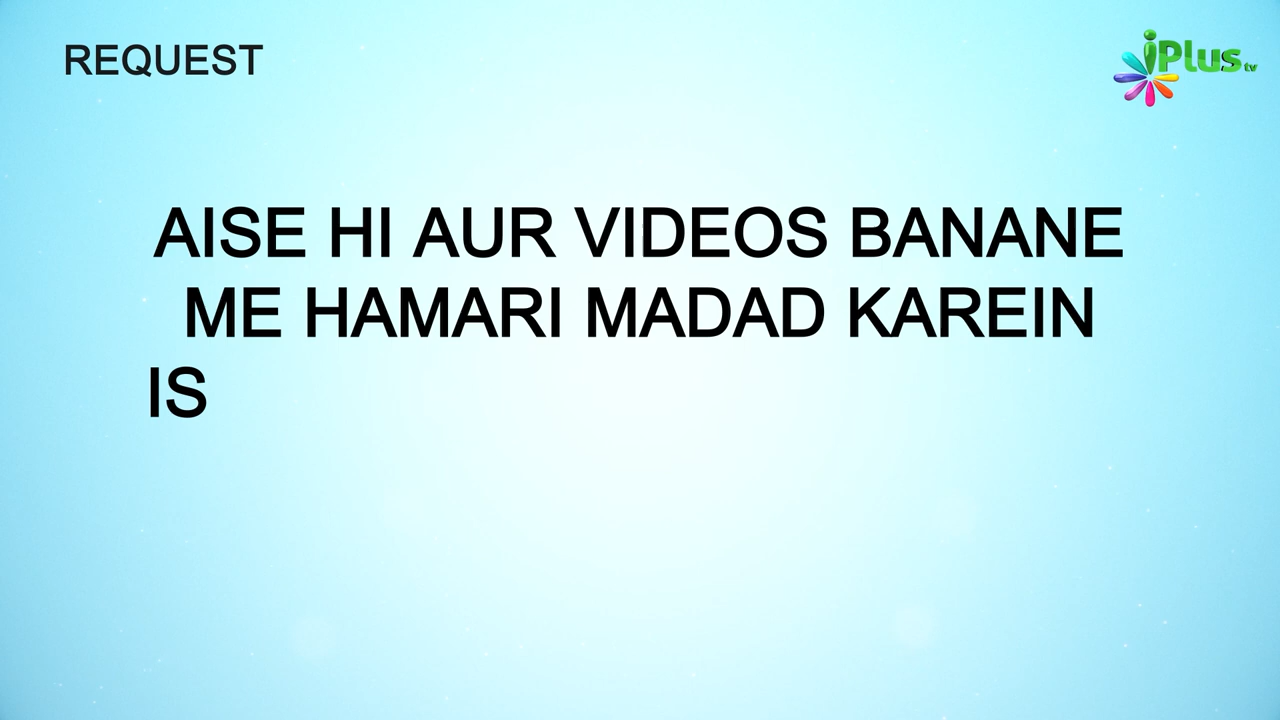 REQUEST
iPlus tv
AISE HI AUR VIDEOS BANANE
ME HAMARI MADAD KAREIN
IS